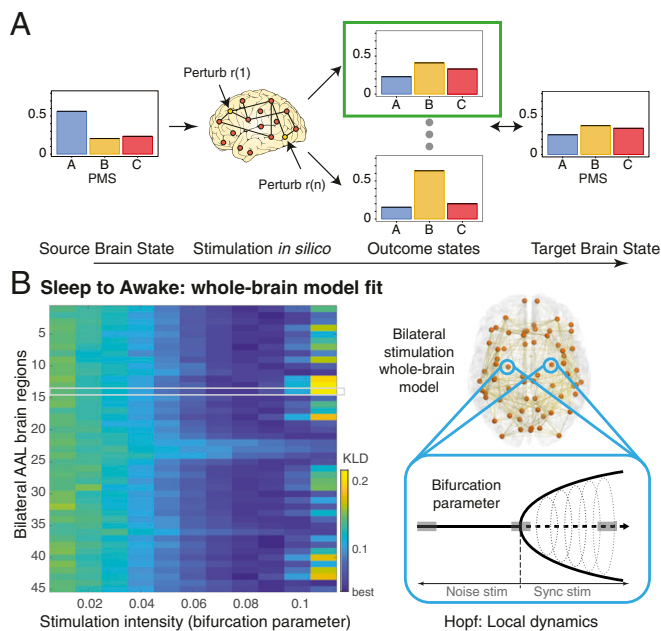 A
Perturb r(1)
Perturb r(n)
0.5
0
A B C
PMS
0.5
0
A B C
0.5
0
A B C
0.5
0
A B C
PMS
Source Brain State
Stimulation in silico
Outcome states
Target Brain State
B Sleep to Awake: whole-brain model fit
Bilateral AAL brain regions
5
10
15
20
25
30
35
40
45
0.02 0.04 0.06 0.08 0.1
Stimulation intensity (bifurcation parameter)
KLD
0.2
0.1
best
Bilateral
stimulation
whole-brain
model
Bifurcation
parameter
Noise stim
Sync stim
Hopf: Local dynamics